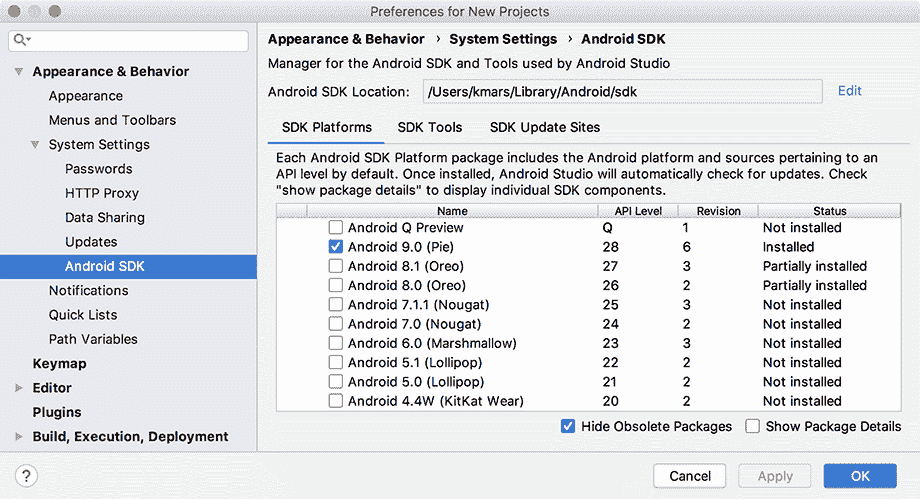 Preferences for New Projects
Appearance & Behavior
Appearance
Menus and Toolbars
System Settings
Passwords
HTTP Proxy
Data Sharing
Updates
Android SDK
Notifications
Quick Lists
Path Variables
Keymap
Editor
Plugins
Build, Execution, Deployment
Appearance & Behavior › System Settings › Android SDK
Manager for the Android SDK and Tools used by Android Studio
Android SDK Location: /Users/kmars/Library/Android/sdk Edit
SDK Platforms SDK Tools SDK Update Sites
Each Android SDK Platform package includes the Android platform and sources pertaining to an
API level by default. Once installed, Android Studio will automatically check for updates. Check
"show package details" to display individual SDK components.
Name API Level Revision Status
Android Q Preview Q 1 Not installed
Android 9.0 (Pie) 28 6 Installed
Android 8.1 (Oreo) 27 3 Partially installed
Android 8.0 (Oreo) 26 2 Partially installed
Android 7.1.1 (Nougat) 25 3 Not installed
Android 7.0 (Nougat) 24 2 Not installed
Android 6.0 (Marshmallow) 23 3 Not installed
Android 5.1 (Lollipop) 22 2 Not installed
Android 5.0 (Lollipop) 21 2 Not installed
Android 4.4W (KitKat Wear) 20 2 Not installed
Hide Obsolete Packages Show Package Details
? Cancel Apply OK